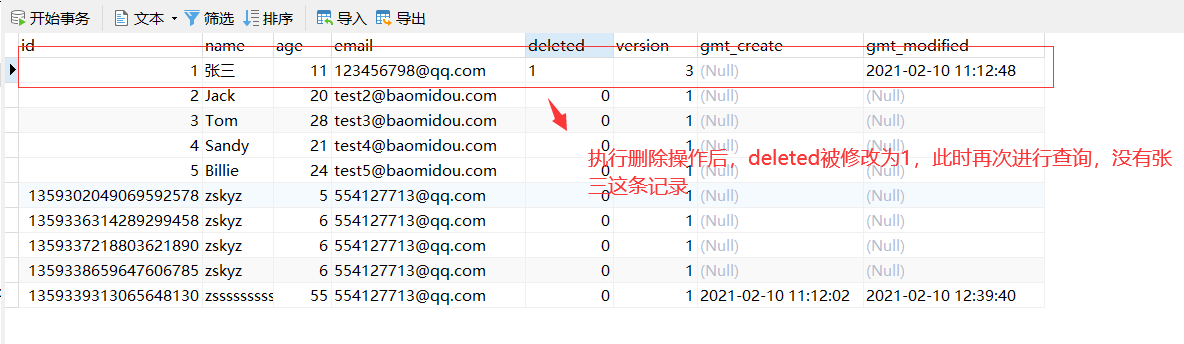 开始事务 文本 筛选 排序 导入 导出
id name age email deleted version gmt_create gmt_modified
1 张三 11 123456798@qq.com 1 3 (Null) 2021-02-10 11:12:48
2 Jack 20 test2@baomidou.com 0 1 (Null) (Null)
3 Tom 28 test3@baomidou.com 0 1 (Null) (Null)
4 Sandy 21 test4@baomidou.com 0 1 (Null) (Null)
5 Billie 24 test5@baomidou.com 0 1 (Null) (Null)
执行删除操作后，deleted被修改为1，此时再次进行查询，没有张
三这条记录
1359302049069592578 zskyz 5 554127713@qq.com 0 1 (Null) (Null)
1359336314289299458 zskyz 6 554127713@qq.com 0 1 (Null) (Null)
1359337218803621890 zskyz 6 554127713@qq.com 0 1 (Null) (Null)
1359338659647606785 zskyz 6 554127713@qq.com 0 1 (Null) (Null)
1359339313065648130 zsssssssss 55 554127713@qq.com 0 1 2021-02-10 11:12:02 2021-02-10 12:39:40